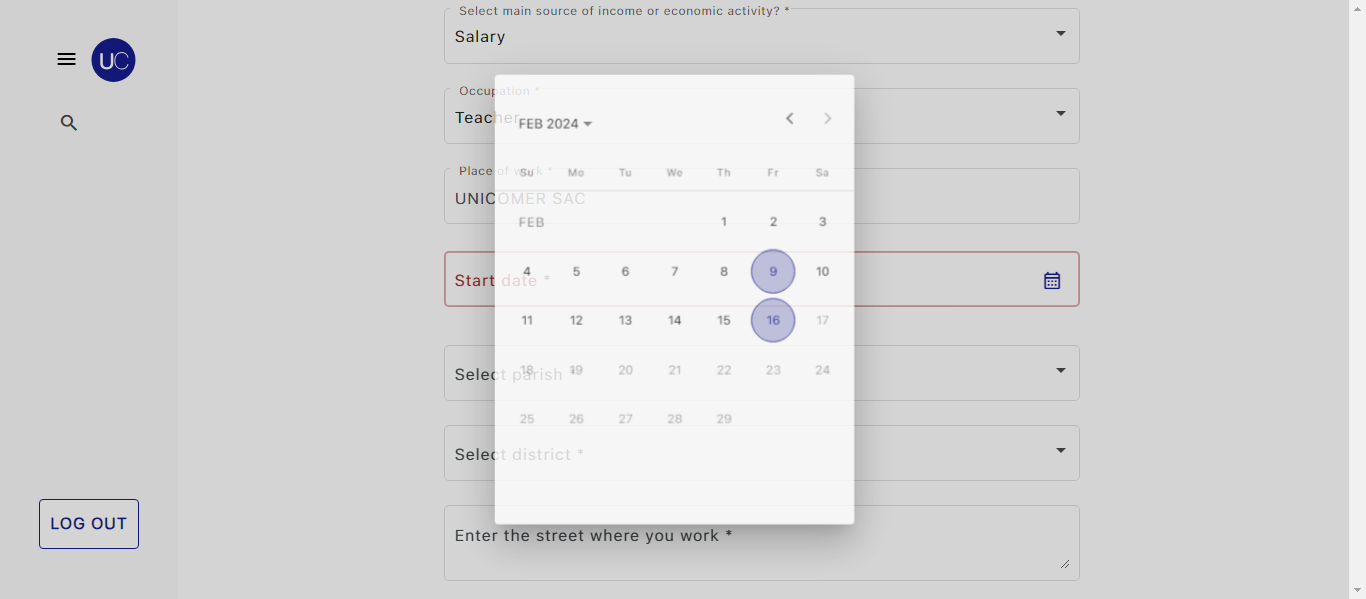 Select main source of income or economic activity? *
Salary
UC
Occupation *
Teacher
FEB 2024
Place of work *
Su Mo Tu We Th Fr Sa
UNICOMER SAC
FEB 1 2 3
4 5 6 7 8 9 10
Start date *
11 12 13 14 15 16 17
18 19 20 21 22 23 24
Select parish *
25 26 27 28 29
Select district *
LOG OUT
Enter the street where you work *